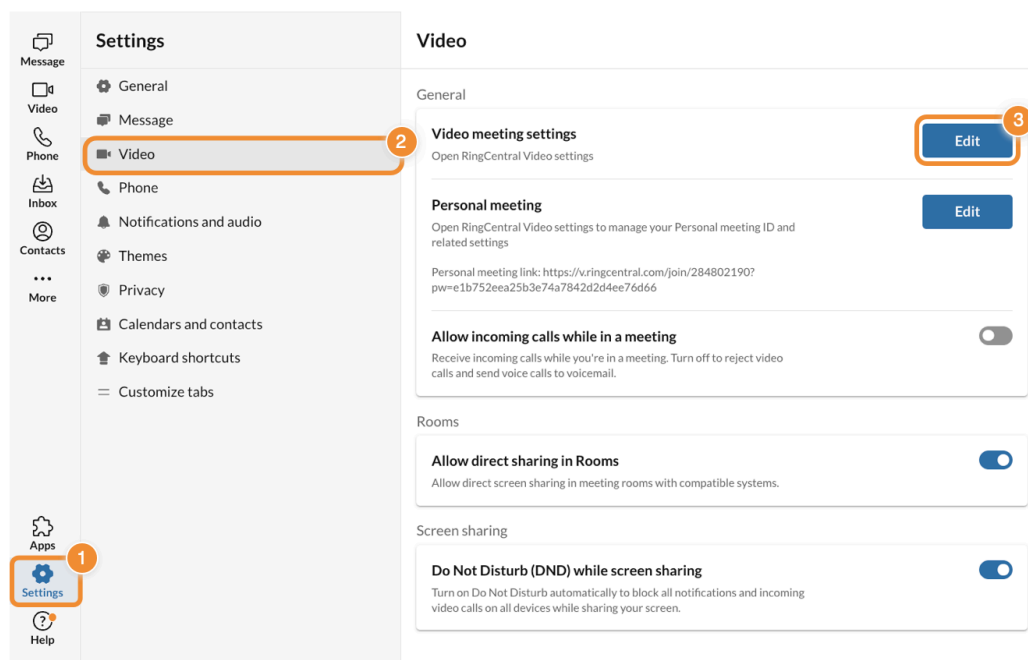 Message
Video
Phone
Inbox
Contacts
More
Apps
1
Settings
Help
Settings
General
Message
2
Video
Phone
Notifications and audio
Themes
Privacy
Calendars and contacts
Keyboard shortcuts
Customize tabs
Video
General
Video meeting settings
Open RingCentral Video settings
3
Edit
Personal meeting
Open RingCentral Video settings to manage your Personal meeting ID and
related settings
Edit
Personal meeting link: https://v.ringcentral.com/join/284802190?
pw=e1b752eea25b3e74a7842d2d4ee76d66
Allow incoming calls while in a meeting
Receive incoming calls while you're in a meeting. Turn off to reject video
calls and send voice calls to voicemail.
Rooms
Allow direct sharing in Rooms
Allow direct screen sharing in meeting rooms with compatible systems.
Screen sharing
Do Not Disturb (DND) while screen sharing
Turn on Do Not Disturb automatically to block all notifications and incoming
video calls on all devices while sharing your screen.